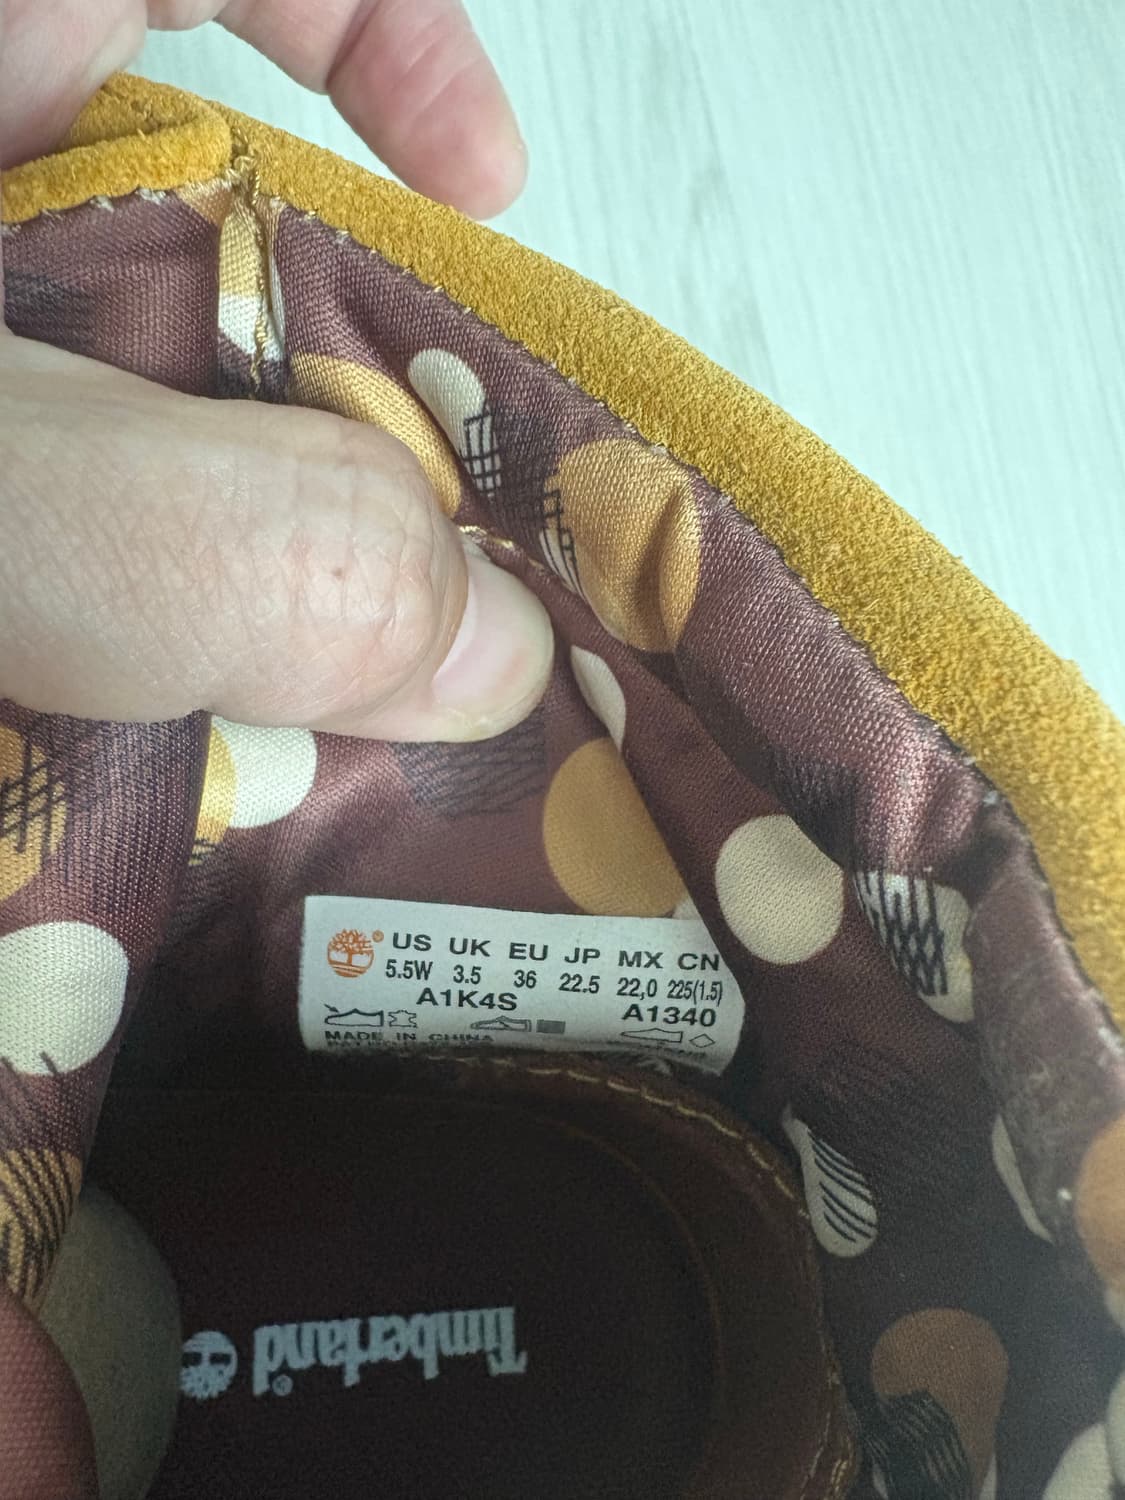 ® US UK EU JP MX CN
5.5W 3.5 36 22.5 22,0 225(1.5)
A1K4S A1340
MADE IN CHINA
Timberland®